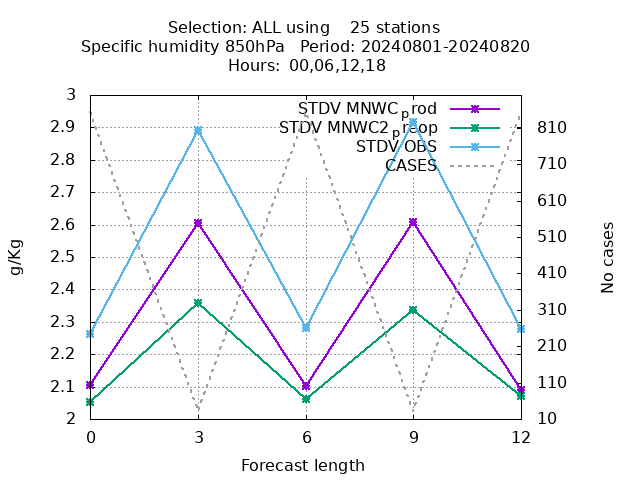 Selection: ALL using    25 stations
Specific humidity 850hPa   Period: 20240801-20240820
Hours: 00,06,12,18
STDV MNWC_prod
STDV MNWC2_preop
STDV OBS
CASES
3
2.9
2.8
2.7
2.6
2.5
2.4
2.3
2.2
2.1
2
g/Kg
810
710
610
510
410
310
210
110
10
No cases
0 3 6 9 12
Forecast length